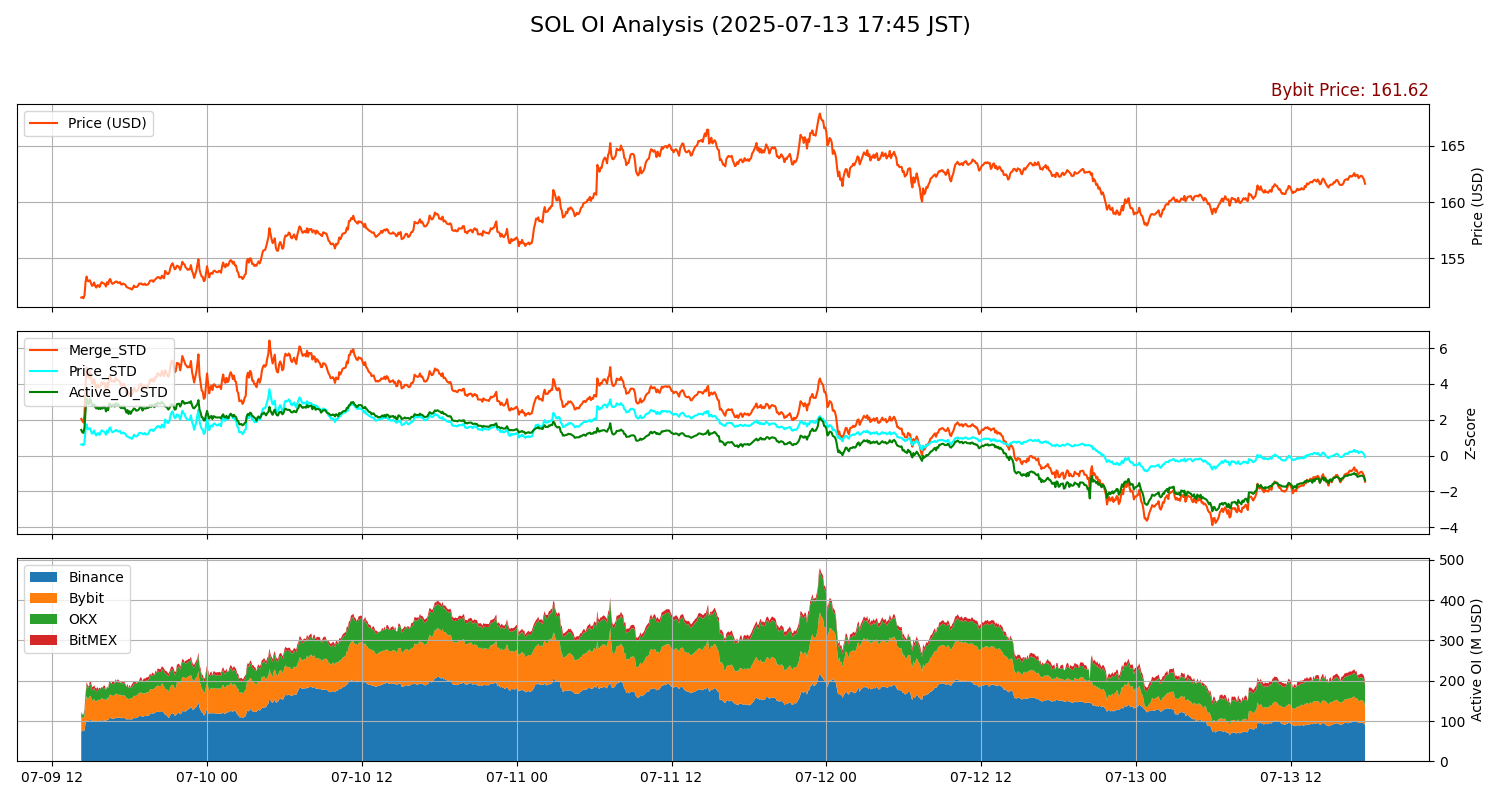 SOL OI Analysis (2025-07-13 17:45 JST)
Bybit Price: 161.62
Price (USD)
165
160
155
Price (USD)
Merge_STD
Price_STD
Active_OI_STD
6
4
2
0
−2
−4
Z-Score
Binance
Bybit
OKX
BitMEX
500
400
300
200
100
0
Active OI (M USD)
07-09 12
07-10 00
07-10 12
07-11 00
07-11 12
07-12 00
07-12 12
07-13 00
07-13 12